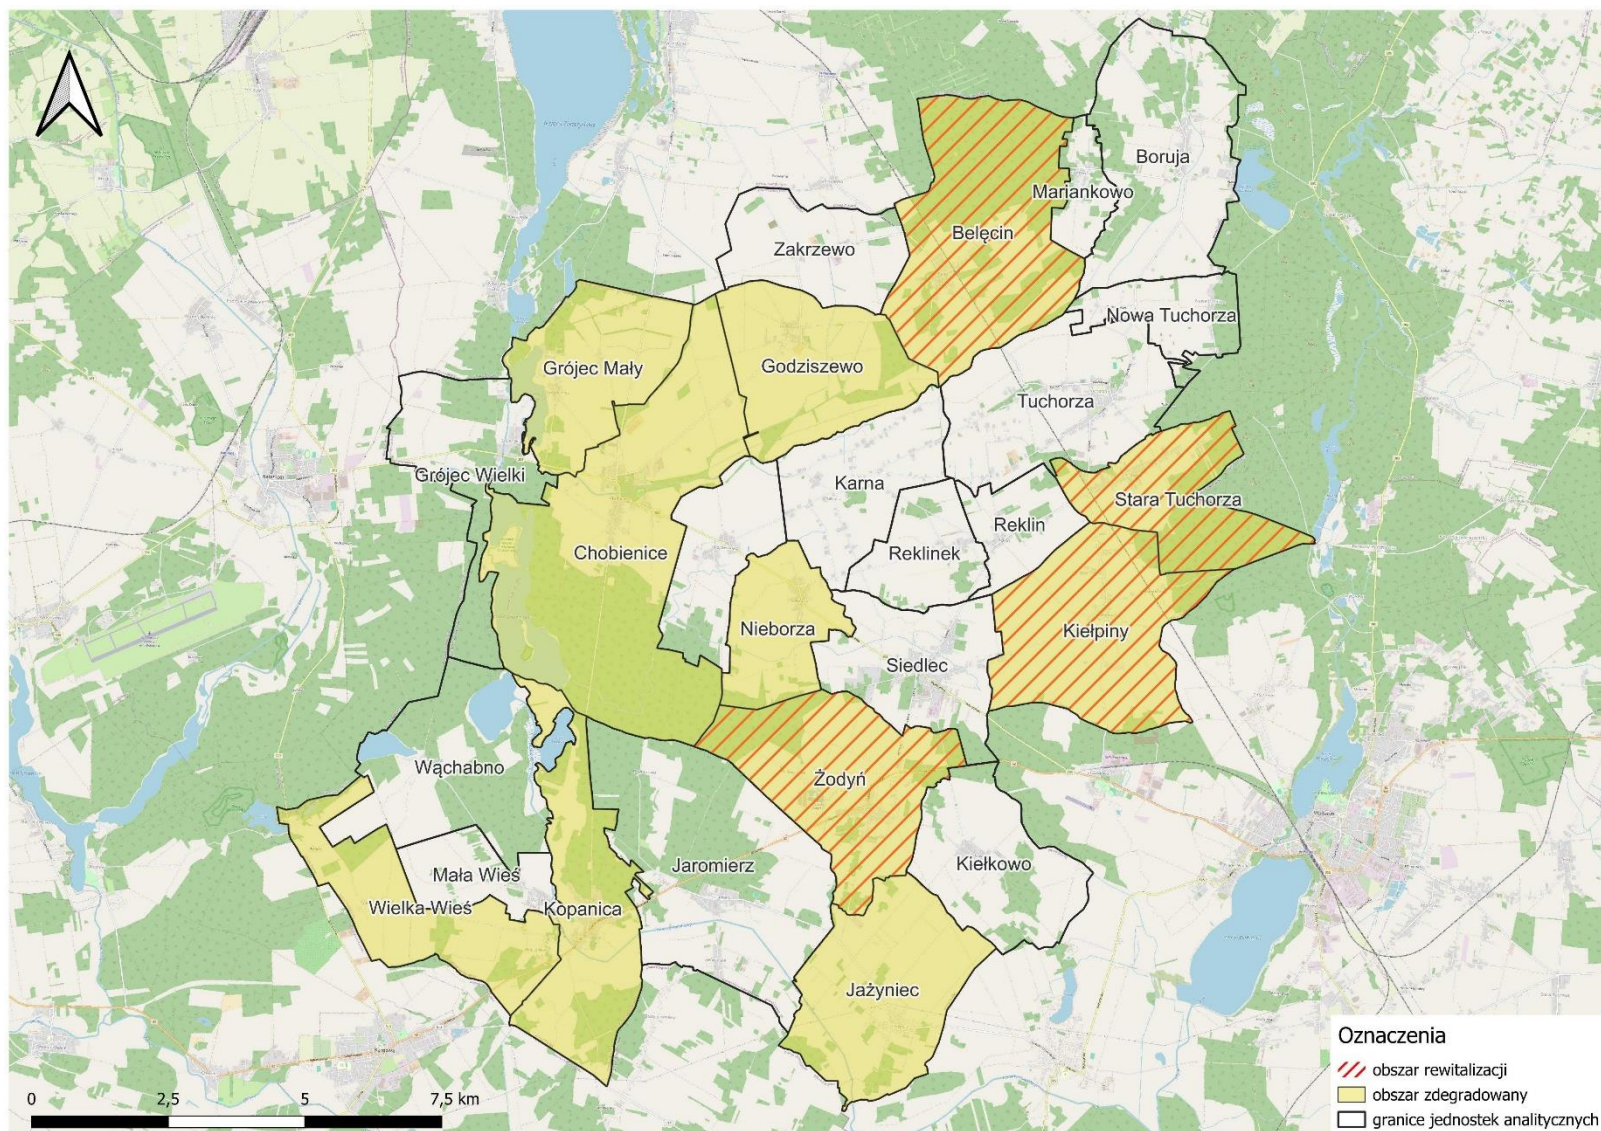 Boruja
Mariankowo
Belęcin
Zakrzewo
Nowa Tuchorza
Grójec Mały
Godziszewo
Tuchorza
Grójec Wielki
Karna
Stara Tuchorza
Reklin
Chobienice
Reklinek
Nieborza
Kiełpiny
Siedlec
Wąchabno
Żodyń
Mała Wieś
Jaromierz
Kiełkowo
Wielka Wieś
Kopanica
Jażyniec
Oznaczenia
obszar rewitalizacji
obszar zdegradowany
granice jednostek analitycznych
0 2,5 5 7,5 km